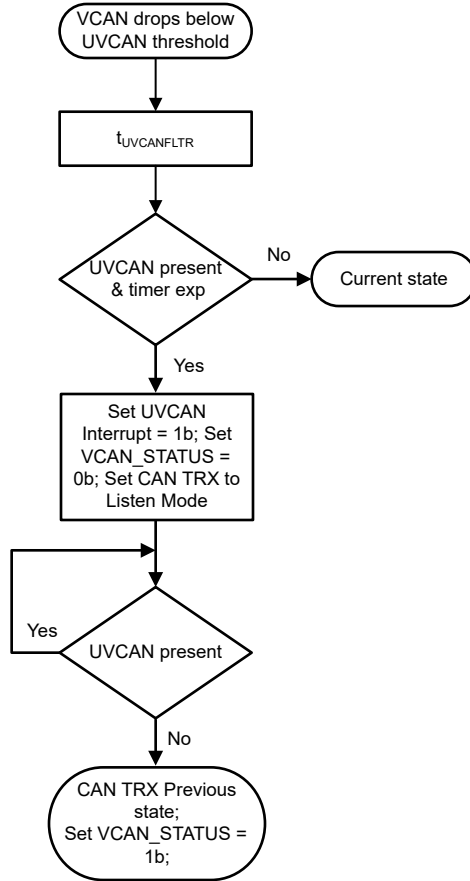 VCAN drops below
UVCAN threshold
tUVCANFLTR
UVCAN present
& timer exp
No
Current state
Yes
Set UVCAN
Interrupt = 1b; Set
VCAN_STATUS =
0b; Set CAN TRX to
Listen Mode
Yes
UVCAN present
No
CAN TRX Previous
state;
Set VCAN_STATUS =
1b;